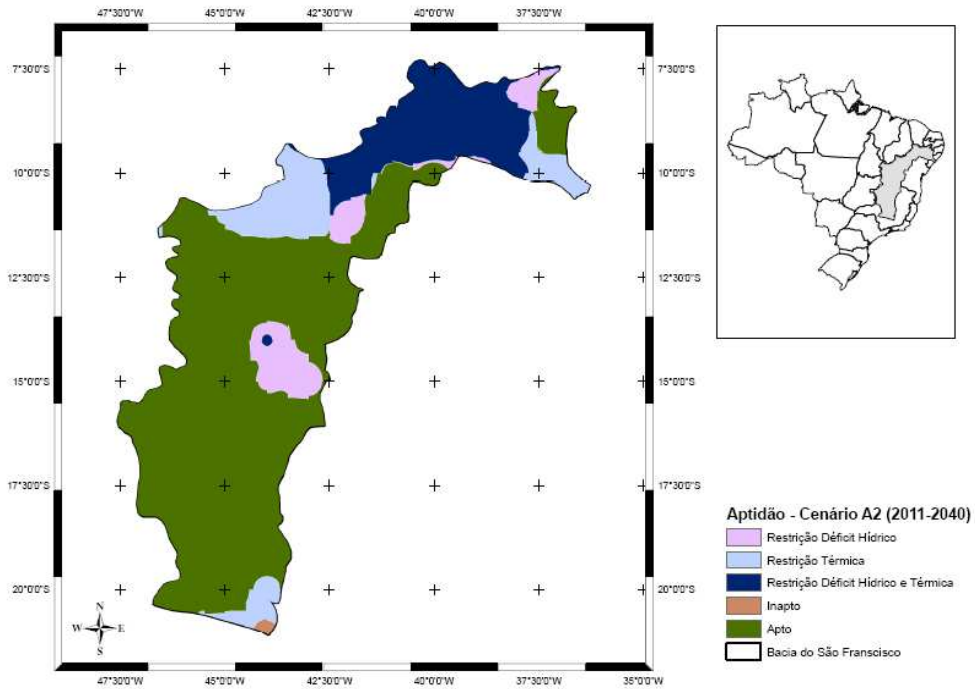 47°30'0"W 45°0'0"W 42°30'0"W 40°0'0"W 37°30'0"W
7°30'0"S 7°30'0"S
10°0'0"S 10°0'0"S
12°30'0"S 12°30'0"S
15°0'0"S 15°0'0"S
17°30'0"S 17°30'0"S
20°0'0"S 20°0'0"S
N
W E
S
47°30'0"W 45°0'0"W 42°30'0"W 40°0'0"W 37°30'0"W 35°0'0"W
Aptidão - Cenário A2 (2011-2040)
Restrição Déficit Hídrico
Restrição Térmica
Restrição Déficit Hídrico e Térmica
Inapto
Apto
Bacia do São Franscisco